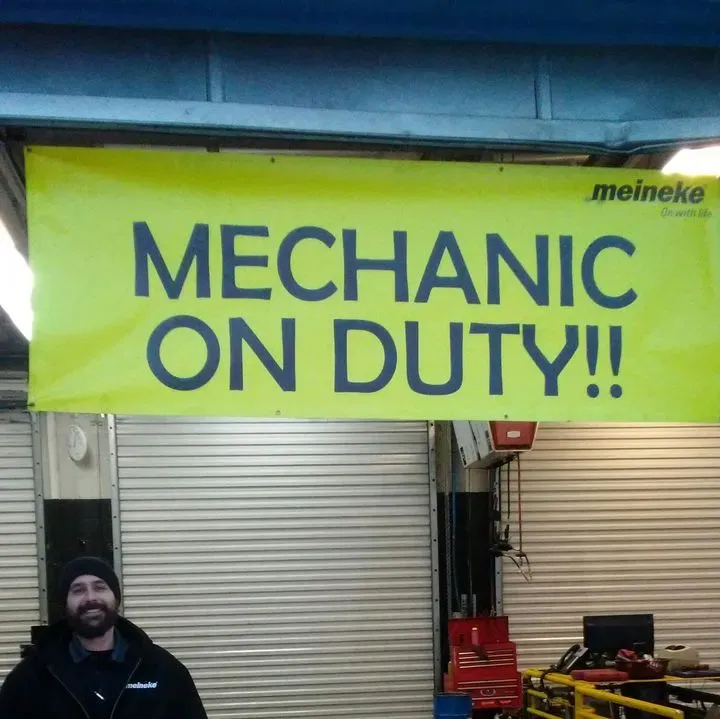 meineke
On with life
MECHANIC
ON DUTY!!
meineke